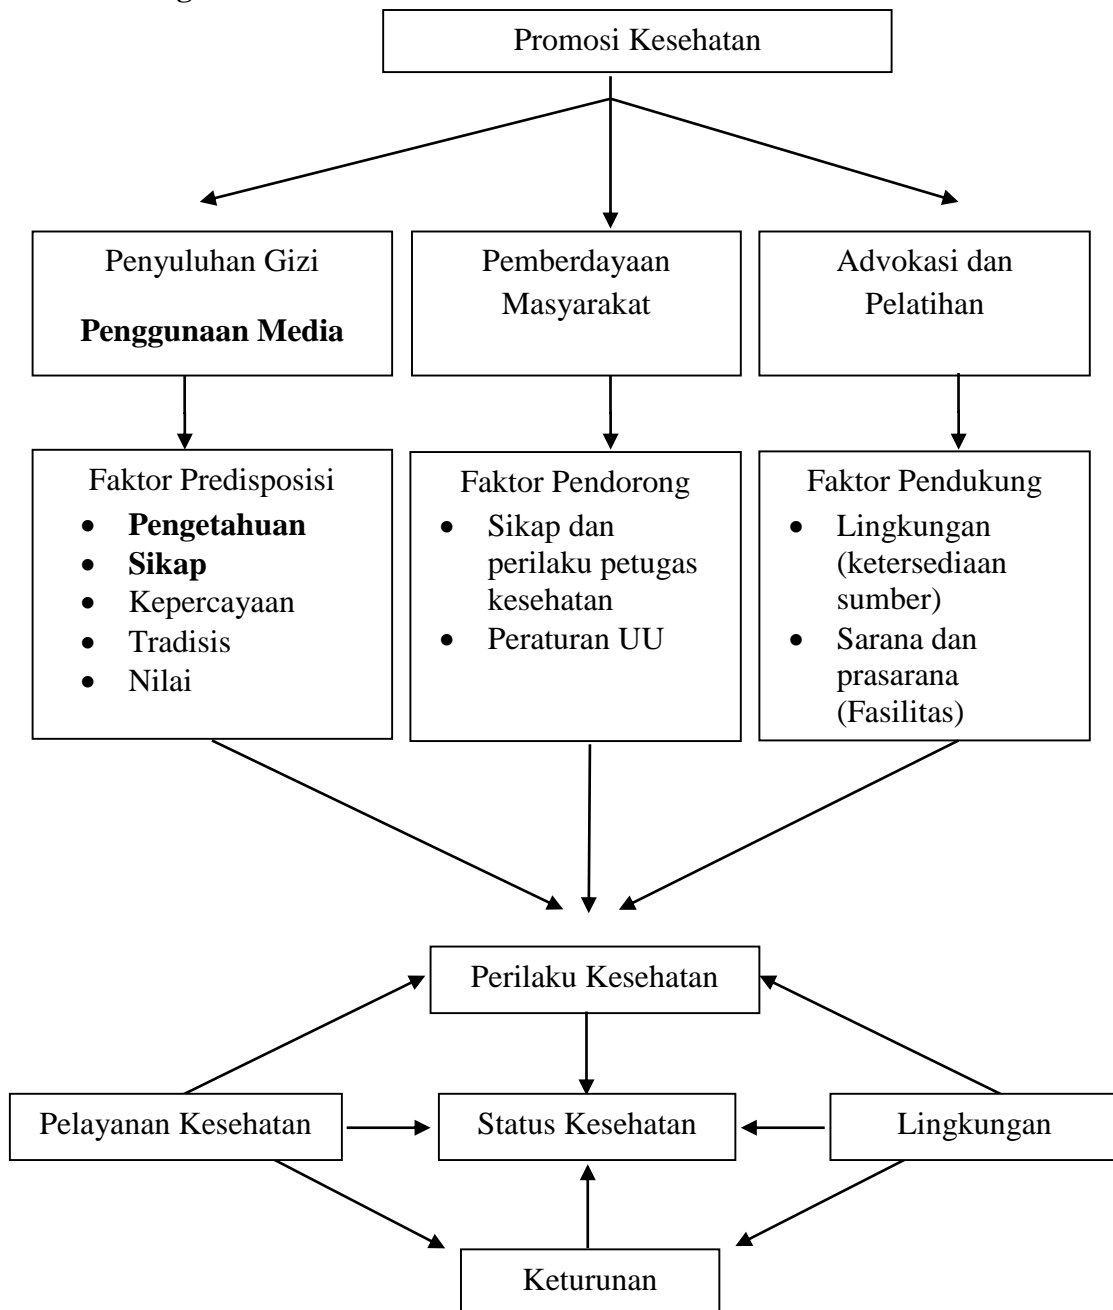 Promosi Kesehatan
Penyuluhan Gizi
Penggunaan Media
Pemberdayaan
Masyarakat
Advokasi dan
Pelatihan
Faktor Predisposisi
• Pengetahuan
• Sikap
• Kepercayaan
• Tradisis
• Nilai
Faktor Pendorong
• Sikap dan
perilaku petugas
kesehatan
• Peraturan UU
Faktor Pendukung
• Lingkungan
(ketersediaan
sumber)
• Sarana dan
prasarana
(Fasilitas)
Perilaku Kesehatan
Pelayanan Kesehatan
Status Kesehatan
Lingkungan
Keturunan